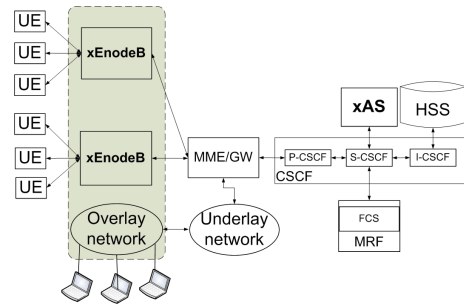 UE
UE
UE
xEnodeB
UE
UE
UE
xEnodeB
MME/GW
xAS
HSS
P-CSCF
S-CSCF
I-CSCF
CSCF
FCS
MRF
Overlay
network
Underlay
network